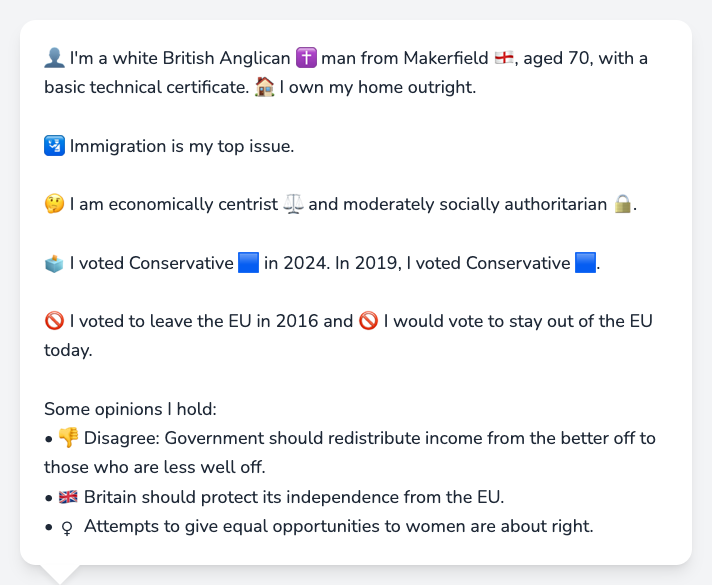 👤 I'm a white British Anglican ✝️ man from Makerfield 🏴󠁧󠁢󠁥󠁮󠁧󠁿, aged 70, with a
basic technical certificate. 🏠 I own my home outright.
🛂 Immigration is my top issue.
🤔 I am economically centrist ⚖️ and moderately socially authoritarian 🔒.
🗳️ I voted Conservative 🟦 in 2024. In 2019, I voted Conservative 🟦.
🚫 I voted to leave the EU in 2016 and 🚫 I would vote to stay out of the EU
today.
Some opinions I hold:
• 👎 Disagree: Government should redistribute income from the better off to
those who are less well off.
• 🇬🇧 Britain should protect its independence from the EU.
• ♀ Attempts to give equal opportunities to women are about right.